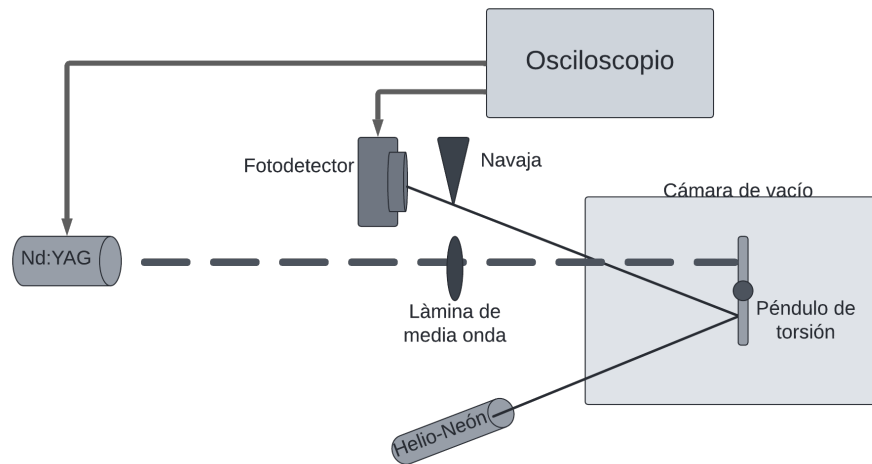 Osciloscopio
Fotodetector
Navaja
Cámara de vacío
Nd:YAG
Làmina de
media onda
Péndulo de
torsión
Helio-Neón